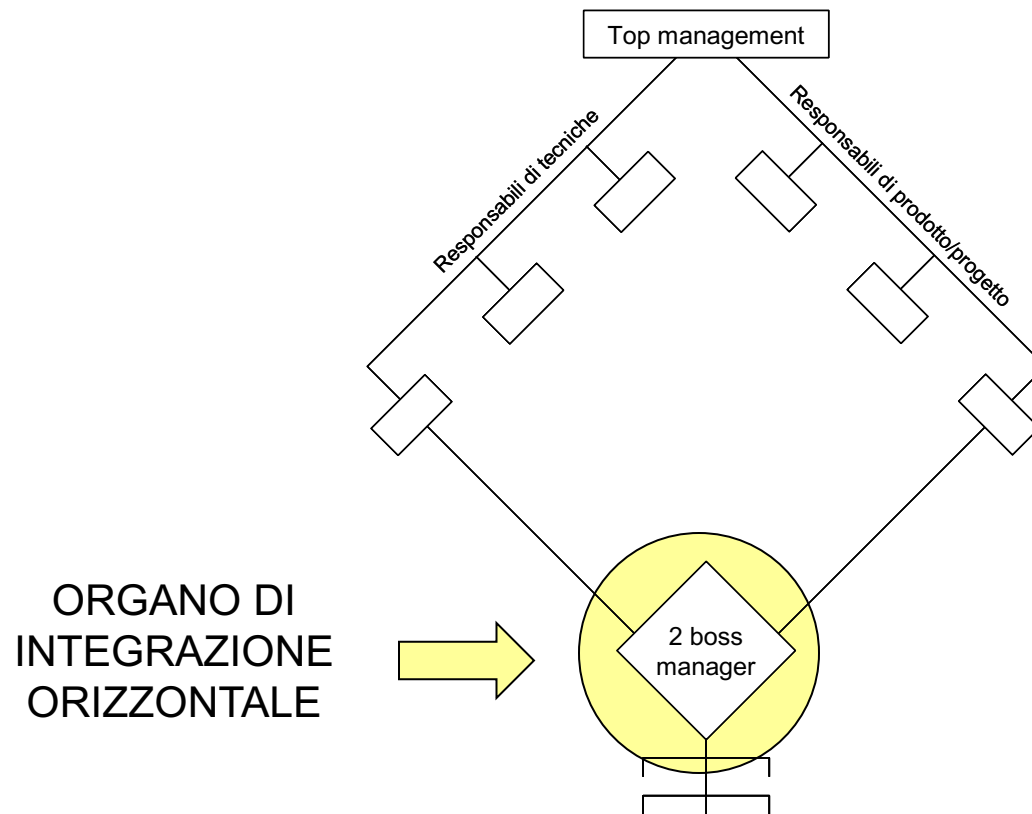 Top management
Responsabili di tecniche
Responsabili di prodotto/progetto
ORGANO DI
INTEGRAZIONE
ORIZZONTALE
2 boss
manager